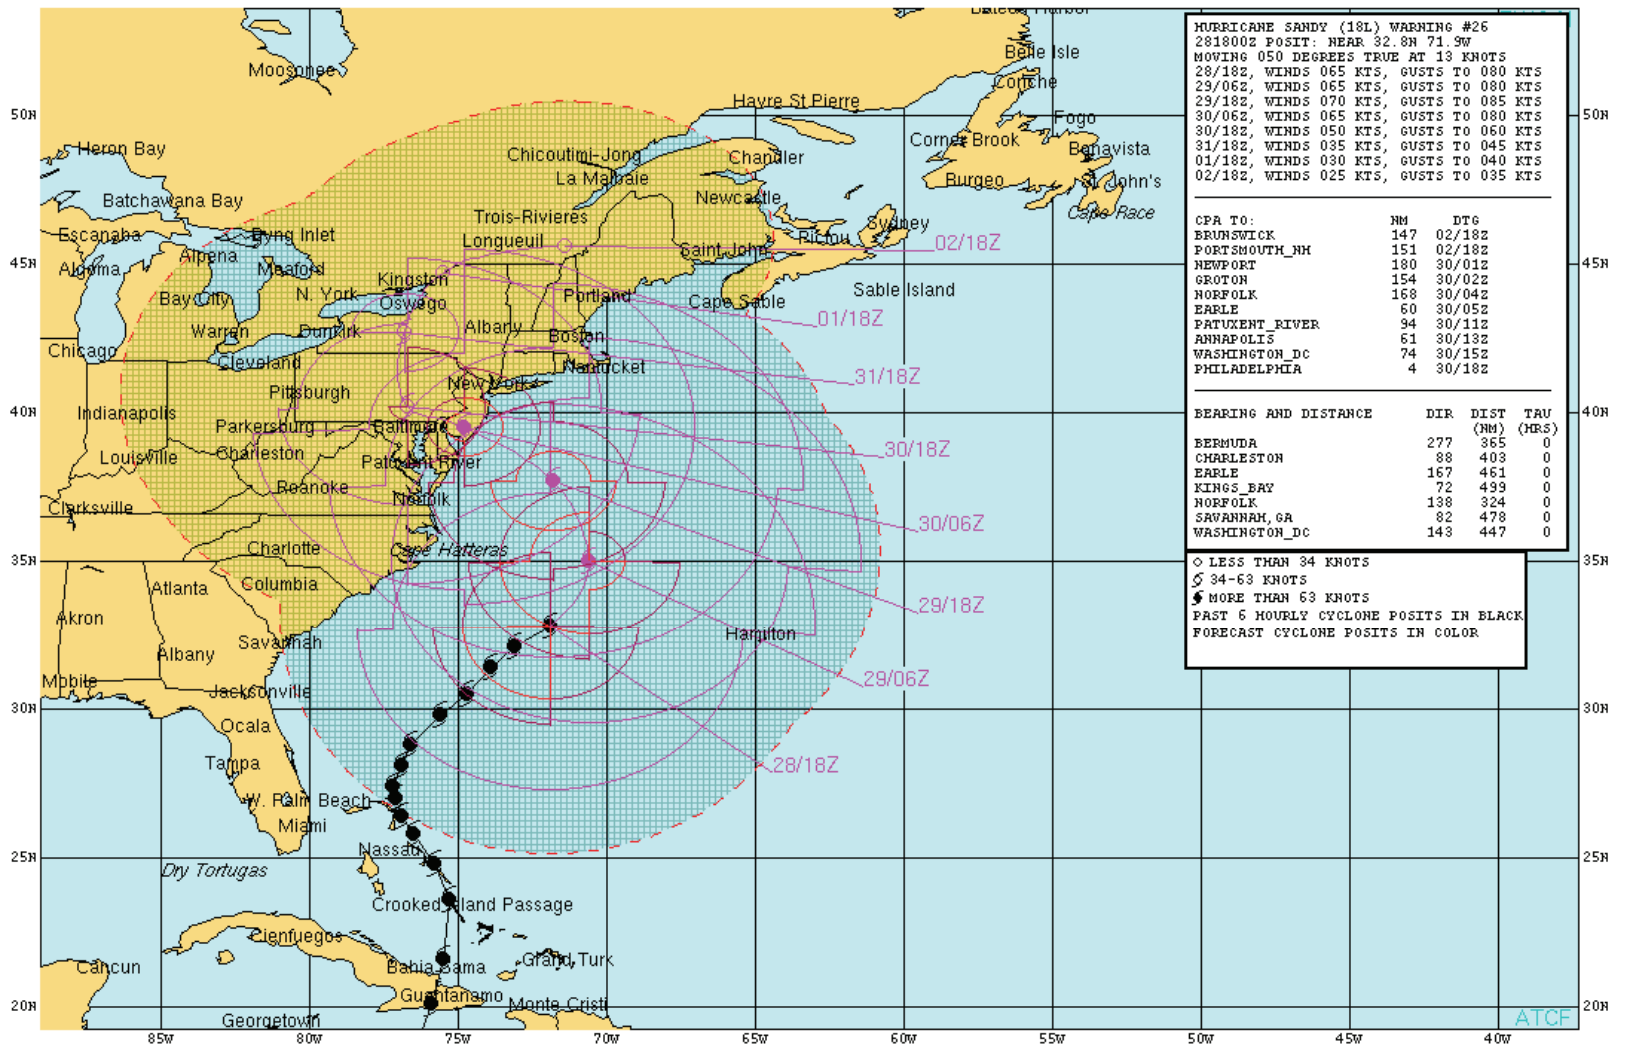 Bateau Harbor
HURRICANE SANDY (18L) WARNING #26
281800Z POSIT: NEAR 32.8N 71.9W
MOVING 050 DEGREES TRUE AT 13 KNOTS
28/18Z, WINDS 065 KTS, GUSTS TO 080 KTS
29/06Z, WINDS 065 KTS, GUSTS TO 080 KTS
29/18Z, WINDS 070 KTS, GUSTS TO 085 KTS
30/06Z, WINDS 065 KTS, GUSTS TO 080 KTS
30/18Z, WINDS 050 KTS, GUSTS TO 060 KTS
31/18Z, WINDS 035 KTS, GUSTS TO 045 KTS
01/18Z, WINDS 030 KTS, GUSTS TO 040 KTS
02/18Z, WINDS 025 KTS, GUSTS TO 035 KTS
CPA TO: NM DTG
BRUNSWICK 147 02/18Z
PORTSMOUTH_NH 151 02/18Z
NEWPORT 180 30/01Z
GROTON 154 30/02Z
NORFOLK 168 30/04Z
EARLE 60 30/05Z
PATUXENT_RIVER 94 30/11Z
ANNAPOLIS 61 30/13Z
WASHINGTON_DC 74 30/15Z
PHILADELPHIA 4 30/18Z
BEARING AND DISTANCE DIR DIST TAU
(NM) (HRS)
BERMUDA 277 365 0
CHARLESTON 88 403 0
EARLE 167 461 0
KINGS_BAY 72 499 0
NORFOLK 138 324 0
SAVANNAH,GA 82 478 0
WASHINGTON_DC 143 447 0
LESS THAN 34 KNOTS
34-63 KNOTS
MORE THAN 63 KNOTS
PAST 6 HOURLY CYCLONE POSITS IN BLACK
FORECAST CYCLONE POSITS IN COLOR
Belle Isle
Moosonee
Conche
Havre St Pierre
50N
50N
Fogo
Corner Brook
Heron Bay
Bonavista
Chicoutimi-Jong
Chandler
La Malbaie
Burgeo
St. John's
Newcastle
Batchawana Bay
Cape Race
Trois-Rivieres
Sydney
Escanaba
Byng Inlet
Longueuil
Pictou
02/18Z
Saint John
Alpena
45N
45N
Algoma
Meaford
Kingston
Sable Island
N. York
Bay City
Oswego
Portland
Cape Sable
01/18Z
Warren
Dunkirk
Albany
Boston
Chicago
Cleveland
Nantucket
31/18Z
New York
Pittsburgh
40N
40N
Indianapolis
Parkersburg
Baltimore
30/18Z
Louisville
Charleston
Patuxent River
Roanoke
Norfolk
Clarksville
30/06Z
Charlotte
Cape Hatteras
35N
35N
Atlanta
Columbia
29/18Z
Akron
Savannah
Hamilton
Albany
29/06Z
Mobile
Jacksonville
30N
30N
Ocala
Tampa
28/18Z
W. Palm Beach
Miami
Nassau
25N
25N
Dry Tortugas
Crooked Island Passage
Cienfuegos
Cancun
Bahia Sama
Grand Turk
Guantanamo
Monte Cristi
20N
20N
Georgetown
ATCF
85W 80W 75W 70W 65W 60W 55W 50W 45W 40W